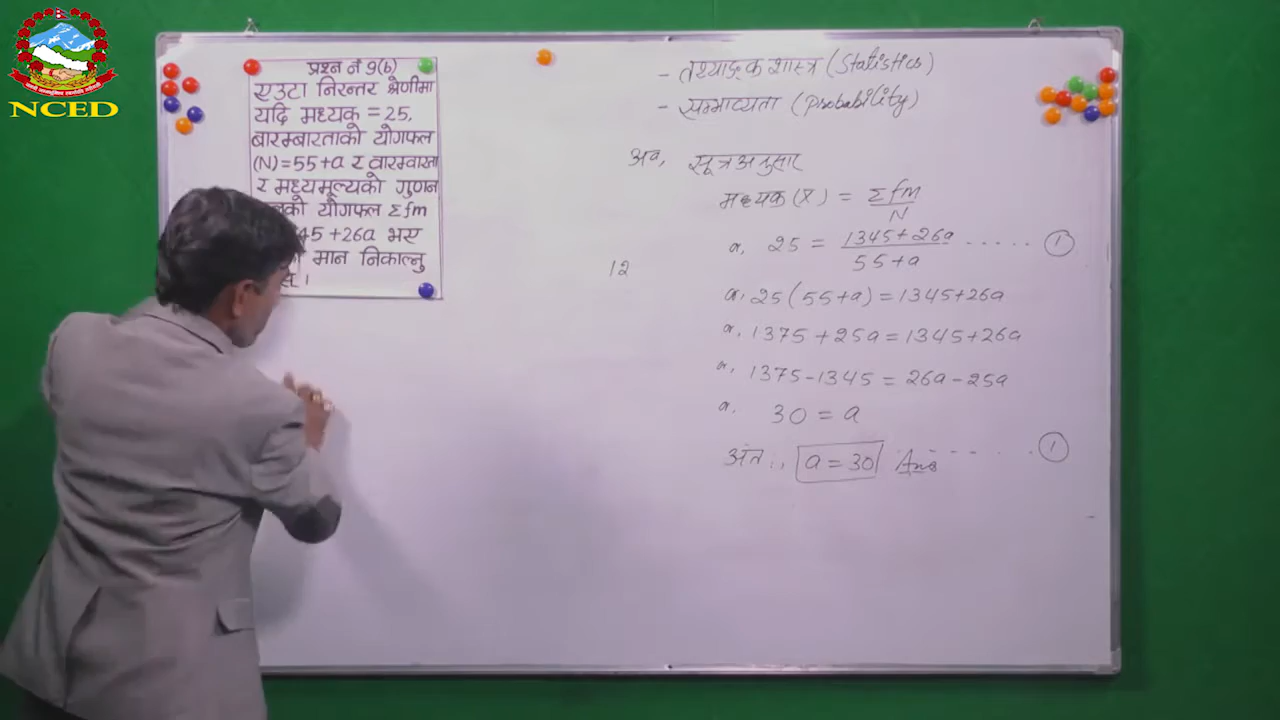 NCED
प्रश्न नं 9(b)
एउटा निरन्तर श्रेणीमा
यदि मध्यक = 25,
बारम्बारताको योगफल
(N)=55+a र वारम्वारता
र मध्यमूल्यको गुणन
योगफल Σfm
45 +26a भए
मान निकाल्नु
- तथ्याङ्कशास्त्र (Statistics)
- सम्भाव्यता (Probability)
अब, सूत्रअनुसार
मध्यक (X̄) = Σfm
N
a, 25 = 1345+26a ...... 1
55+a
12
a, 25(55+a) = 1345+26a
a, 1375 +25a = 1345+26a
a, 1375-1345 = 26a-25a
a, 30 = a
अंत :, a = 30 Ans ...... 1